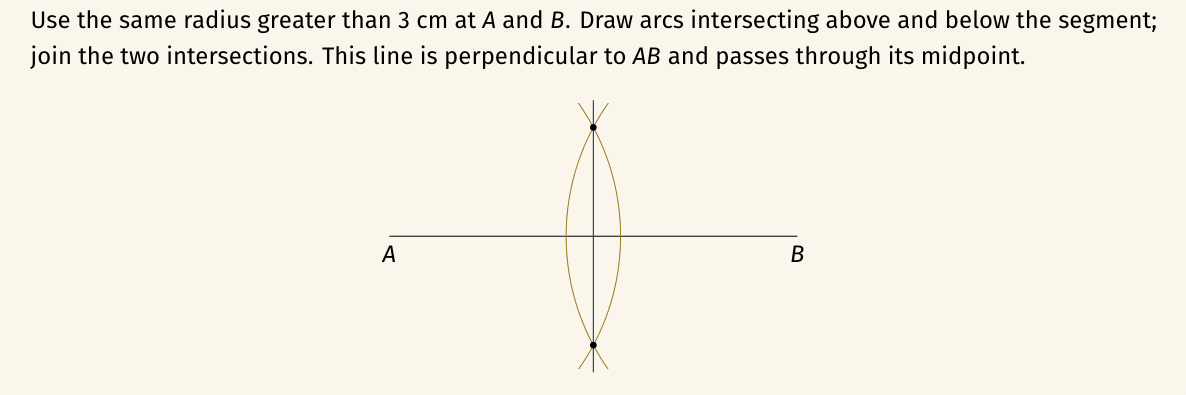 Use the same radius greater than 3 cm at A and B. Draw arcs intersecting above and below the segment;
join the two intersections. This line is perpendicular to AB and passes through its midpoint.
A
B